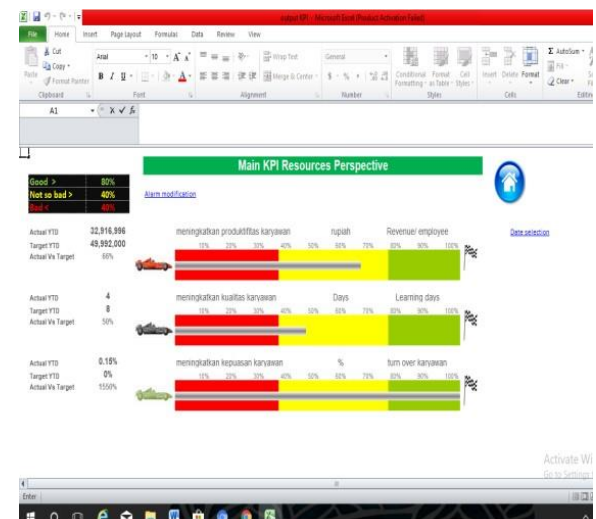 output KPI - Microsoft Excel (Product Activation Failed)
File Home Insert Page Layout Formulas Data Review View
Cut
Copy
Format Painter
Paste
Arial 10
Wrap Text
Merge & Center
General
Conditional Formatting
Format as Table
Cell Styles
Insert Delete Format
AutoSum
Fill
Clear
Clipboard Font Alignment Number Styles Cells
A1
Main KPI Resources Perspective
Good > 80%
Not so bad > 40%
Bad < 40%
Alarm modification
Date selection
Actual YTD 32,916,996 meningkatkan produktifitas karyawan rupiah Revenue/ employee
Target YTD 49,992,000 10% 20% 30% 40% 50% 60% 70% 80% 90% 100%
Actual Vs Target 66%
Actual YTD 4 meningkatkan kualitas karyawan Days Learning days
Target YTD 8 10% 20% 30% 40% 50% 60% 70% 80% 90% 100%
Actual Vs Target 50%
Actual YTD 0.15% meningkatkan kepuasan karyawan % turn over karyawan
Target YTD 0% 10% 20% 30% 40% 50% 60% 70% 80% 90% 100%
Actual Vs Target 1550%
Activate Wi
Go to Settings
Enter